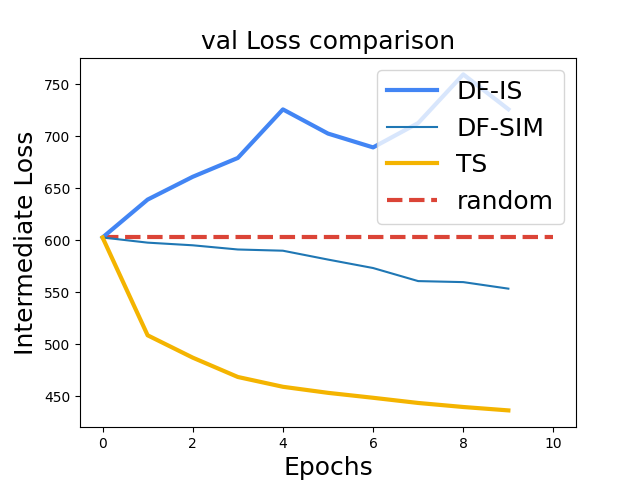 val Loss comparison
Intermediate Loss
750
700
650
600
550
500
450
DF-IS
DF-SIM
TS
random
0
2
4
6
8
10
Epochs